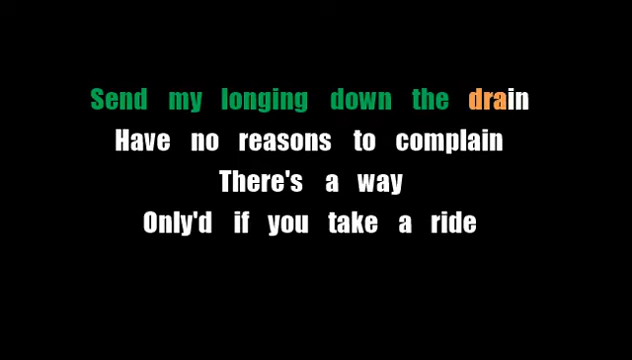 Send my longing down the drain
Have no reasons to complain
There's a way
Only'd if you take a ride